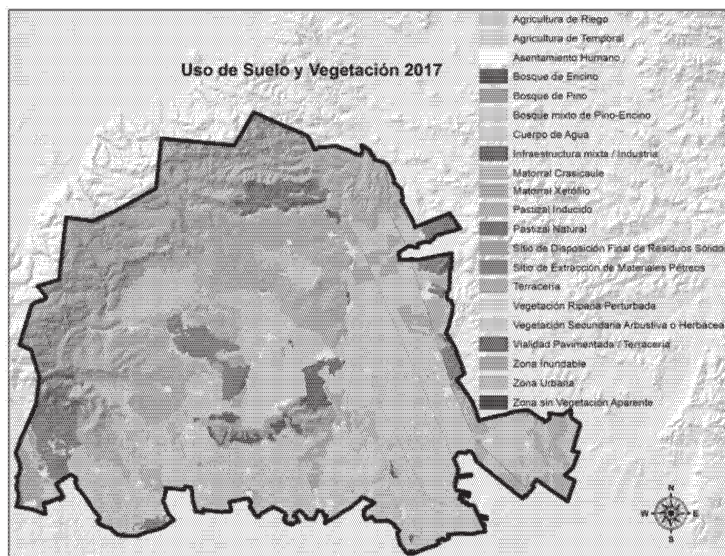 Uso de Suelo y Vegetación 2017
Agricultura de Riego
Agricultura de Temporal
Asentamiento Humano
Bosque de Encino
Bosque de Pino
Bosque mixto de Pino-Encino
Cuerpo de Agua
Infraestructura mixta / Industria
Matorral Crasicaule
Matorral Xerófilo
Pastizal Inducido
Pastizal Natural
Sitio de Disposición Final de Residuos Sólido
Sitio de Extracción de Materiales Pétreos
Terracería
Vegetación Riparia Perturbada
Vegetación Secundaria Arbustiva o Herbácea
Vialidad Pavimentada / Terracería
Zona Inundable
Zona Urbana
Zona sin Vegetación Aparente
N
W E
S